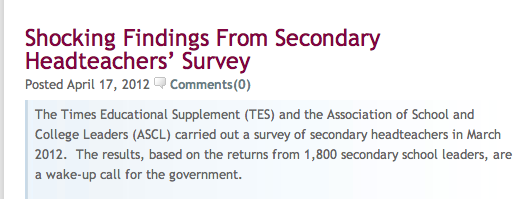 Shocking Findings From Secondary
Headteachers’ Survey
Posted April 17, 2012 Comments(0)
The Times Educational Supplement (TES) and the Association of School and
College Leaders (ASCL) carried out a survey of secondary headteachers in March
2012.  The results, based on the returns from 1,800 secondary school leaders, are
a wake-up call for the government.